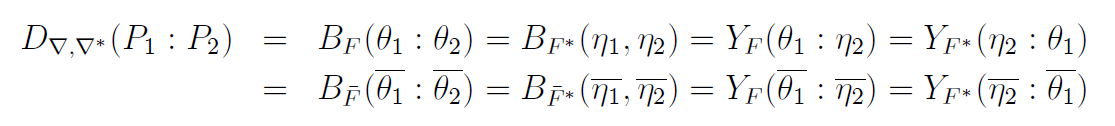 D_{∇,∇*}(P_1 : P_2) = B_F(θ_1 : θ_2) = B_{F*}(η_1, η_2) = Y_F(θ_1 : η_2) = Y_{F*}(η_2 : θ_1)
= B_{F̄}(\overline{θ_1} : \overline{θ_2}) = B_{F̄*}(\overline{η_1}, \overline{η_2}) = Y_F(\overline{θ_1} : \overline{η_2}) = Y_{F*}(\overline{η_2} : \overline{θ_1})